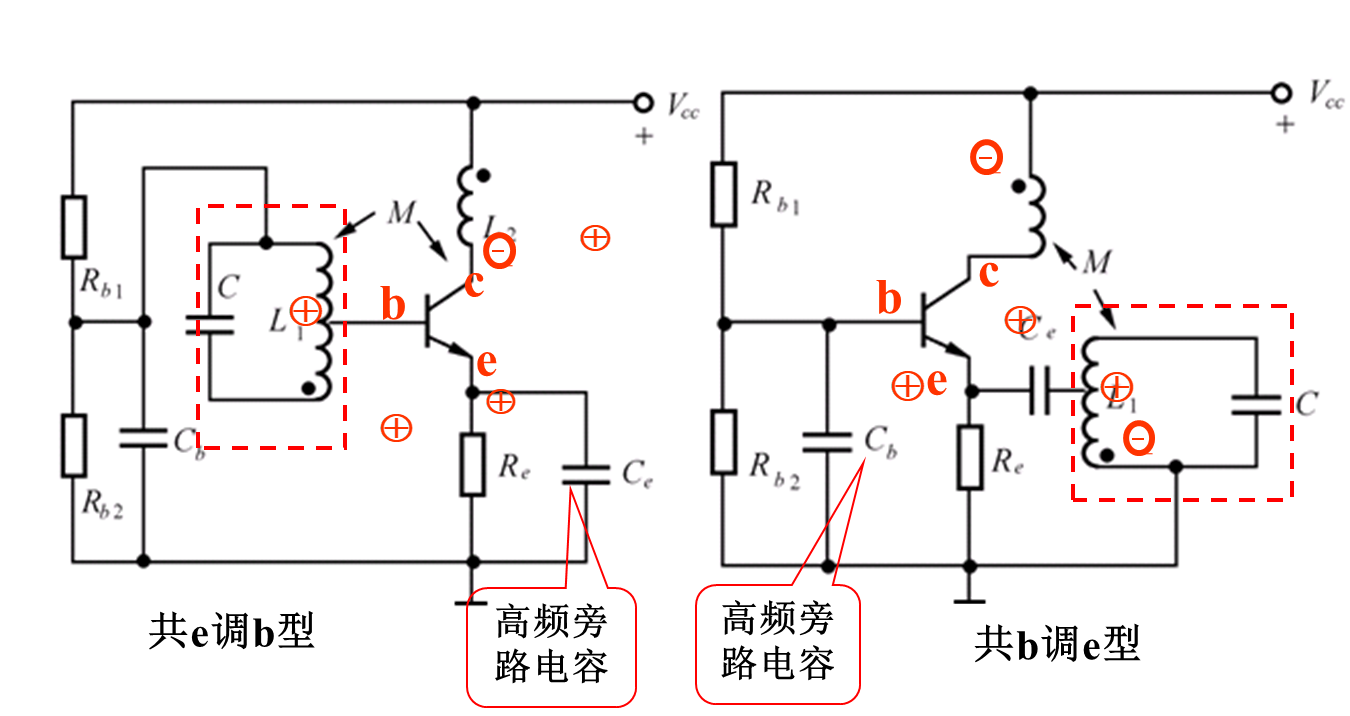 Vcc
+
Rb1
M
L2
⊖
⊕
C
L1
⊕
b
c
e
⊕
⊕
Rb2
Cb
Re
Ce
高频旁
路电容
共e调b型
Vcc
+
⊖
Rb1
M
c
b
⊕
Ce
⊕
e
L1
⊕
C
⊖
Rb2
Cb
Re
高频旁
路电容
共b调e型